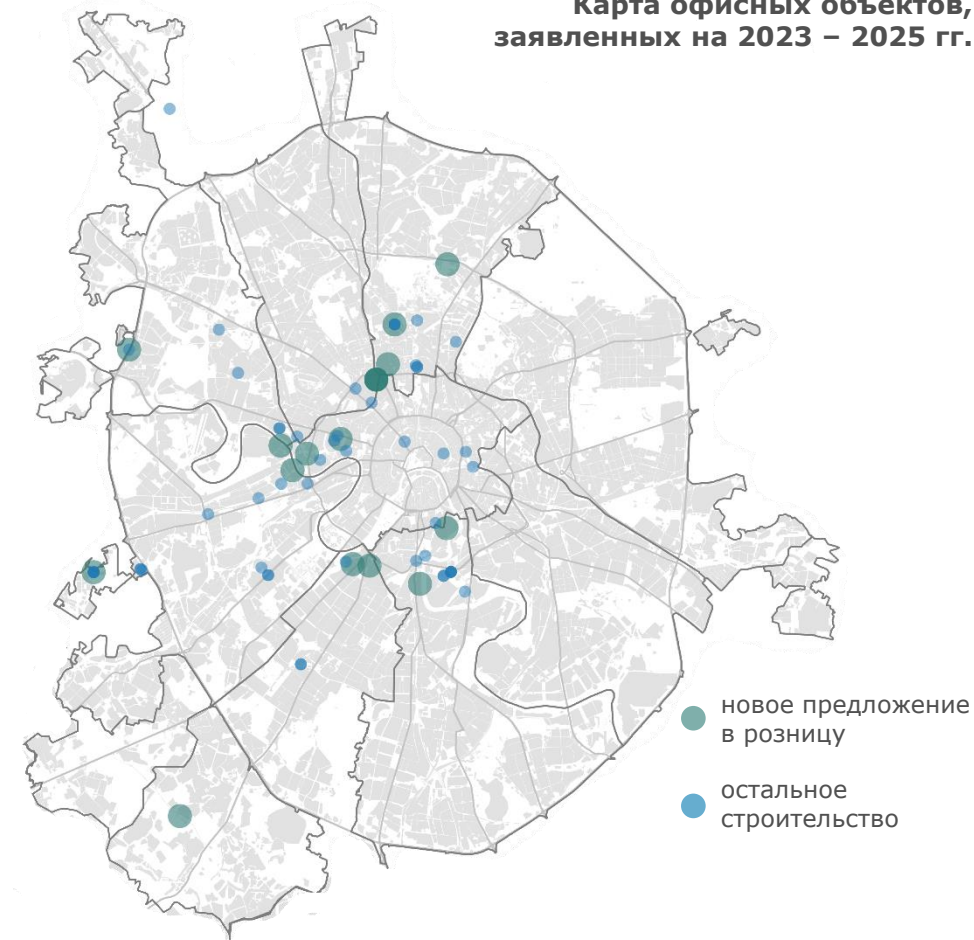 Карта офисных объектов,
заявленных на 2023 – 2025 гг.
новое предложение
в розницу
остальное
строительство